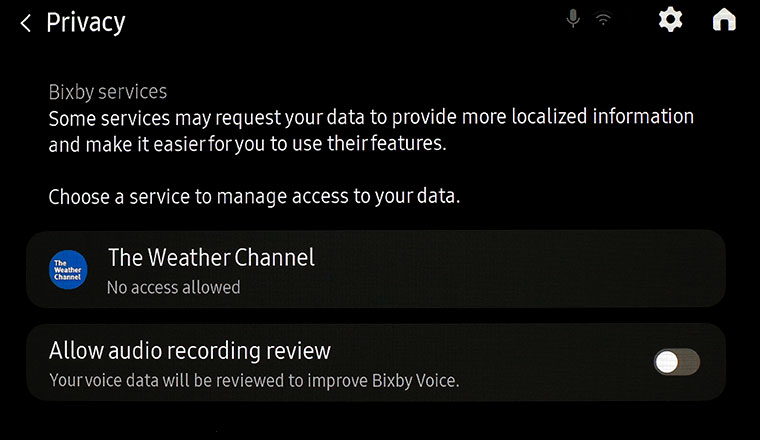 Privacy
Bixby services
Some services may request your data to provide more localized information
and make it easier for you to use their features.
Choose a service to manage access to your data.
The
Weather
Channel
The Weather Channel
No access allowed
Allow audio recording review
Your voice data will be reviewed to improve Bixby Voice.